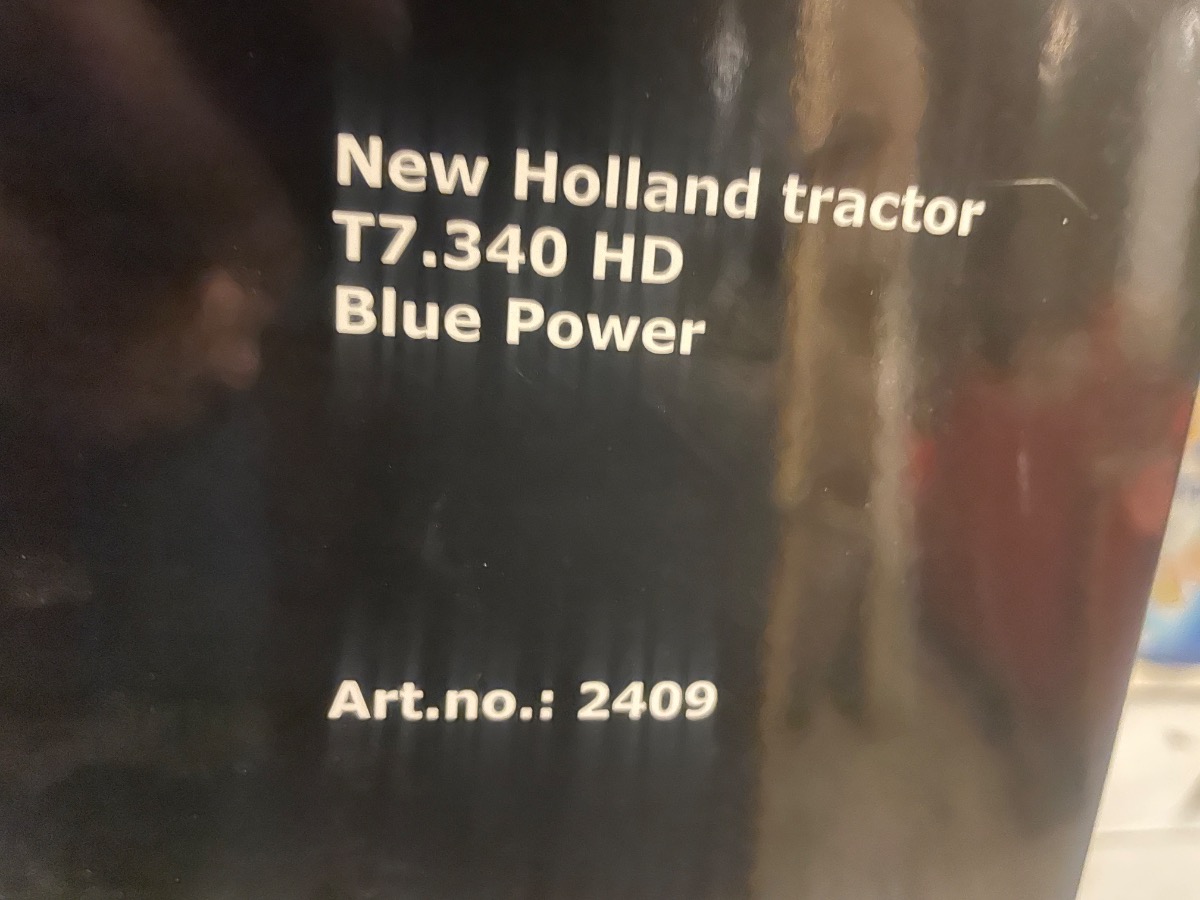 New Holland tractor
T7.340 HD
Blue Power
Art.no.: 2409